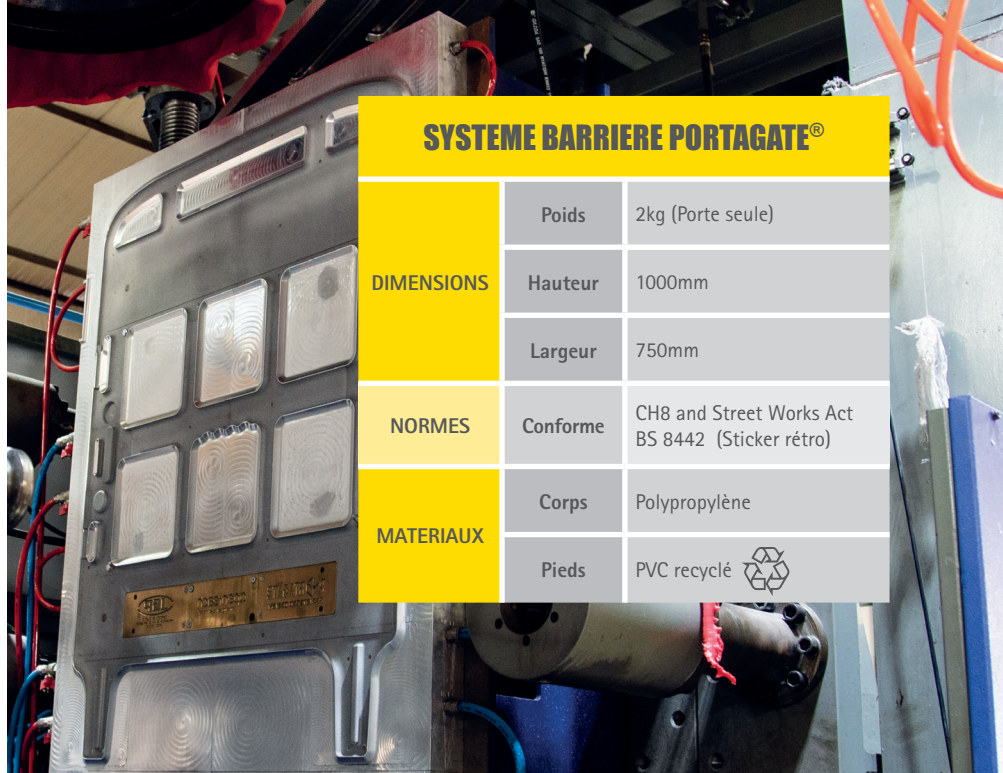 SYSTEME BARRIERE PORTAGATE®
DIMENSIONS
Poids
2kg (Porte seule)
Hauteur
1000mm
Largeur
750mm
NORMES
Conforme
CH8 and Street Works Act
BS 8442 (Sticker rétro)
MATERIAUX
Corps
Polypropylène
Pieds
PVC recyclé